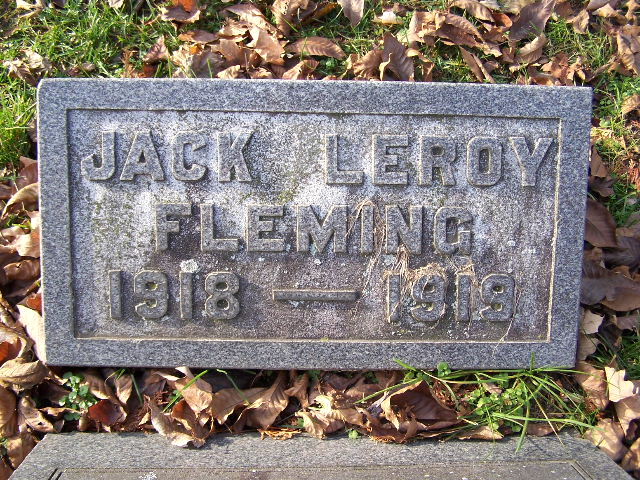 JACK LEROY
FLEMING
1918 — 1919